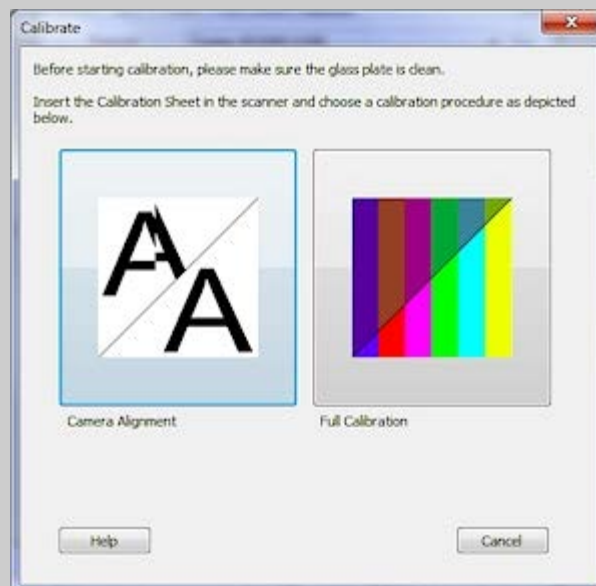 Calibrate
Before starting calibration, please make sure the glass plate is clean.
Insert the Calibration Sheet in the scanner and choose a calibration procedure as depicted
below.
A A
Camera Alignment
Full Calibration
Help
Cancel